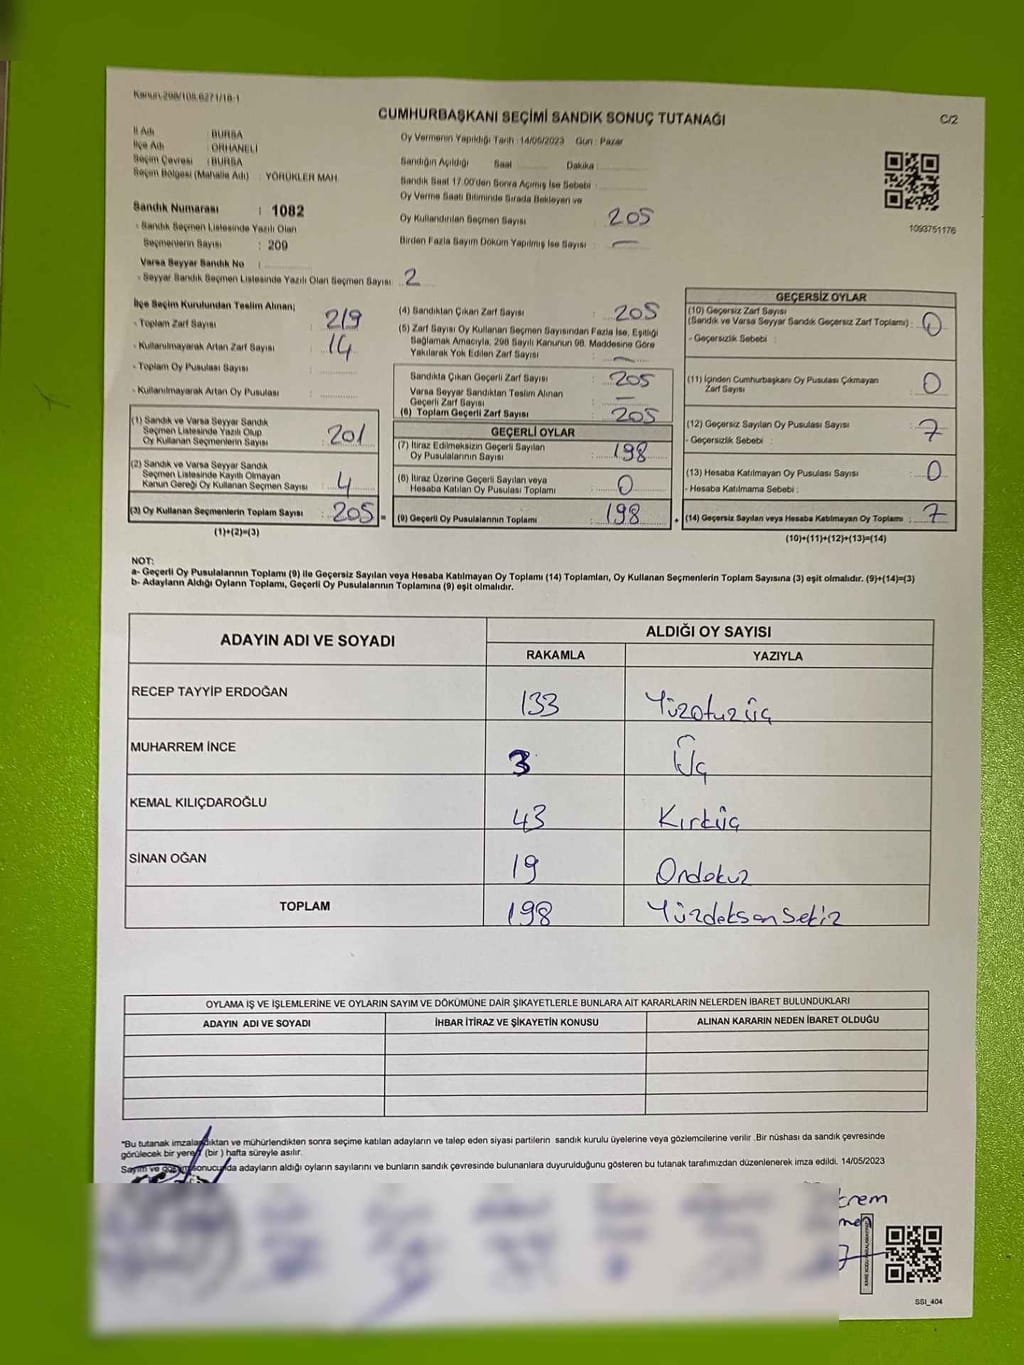 Kanun:298/108,6271/18-1
CUMHURBAŞKANI SEÇİMİ SANDIK SONUÇ TUTANAĞI
C/2
İl Adı : BURSA
İlçe Adı : ORHANELİ
Seçim Çevresi : BURSA
Seçim Bölgesi (Mahalle Adı) : YÖRÜKLER MAH.
Sandık Numarası : 1082
- Sandık Seçmen Listesinde Yazılı Olan
Seçmenlerin Sayısı : 209
Varsa Seyyar Sandık No :
- Seyyar Sandık Seçmen Listesinde Yazılı Olan Seçmen Sayısı: 2
Oy Vermenin Yapıldığı Tarih : 14/05/2023 Gün : Pazar
Sandığın Açıldığı Saat Dakika :
Sandık Saat 17.00'den Sonra Açımış İse Sebebi :
Oy Verme Saati Bitiminde Sırada Bekleyen ve
Oy Kullandırılan Seçmen Sayısı : 205
Birden Fazla Sayım Döküm Yapılmış İse Sayısı : —
1093751176
İlçe Seçim Kurulundan Teslim Alınan;
- Toplam Zarf Sayısı : 219
- Kullanılmayarak Artan Zarf Sayısı : 14
- Toplam Oy Pusulası Sayısı :
- Kullanılmayarak Artan Oy Pusulası :
(1) Sandık ve Varsa Seyyar Sandık
Seçmen Listesinde Yazılı Olup
Oy Kullanan Seçmenlerin Sayısı : 201
(2) Sandık ve Varsa Seyyar Sandık
Seçmen Listesinde Kayıtlı Olmayan
Kanun Gereği Oy Kullanan Seçmen Sayısı : 4
(3) Oy Kullanan Seçmenlerin Toplam Sayısı : 205 =
(1)+(2)=(3)
(4) Sandıktan Çıkan Zarf Sayısı : 205
(5) Zarf Sayısı Oy Kullanan Seçmen Sayısından Fazla İse, Eşitliği
Sağlamak Amacıyla, 298 Sayılı Kanunun 98. Maddesine Göre
Yakılarak Yok Edilen Zarf Sayısı : —
Sandıkta Çıkan Geçerli Zarf Sayısı : 205
Varsa Seyyar Sandıktan Teslim Alınan
Geçerli Zarf Sayısı : —
(6) Toplam Geçerli Zarf Sayısı : 205
GEÇERLİ OYLAR
(7) İtiraz Edilmeksizin Geçerli Sayılan
Oy Pusulalarının Sayısı : 198
(8) İtiraz Üzerine Geçerli Sayılan veya
Hesaba Katılan Oy Pusulası Toplamı : 0
(9) Geçerli Oy Pusulalarının Toplamı : 198 +
GEÇERSİZ OYLAR
(10) Geçersiz Zarf Sayısı
(Sandık ve Varsa Seyyar Sandık Geçersiz Zarf Toplamı) : 0
- Geçersizlik Sebebi :
(11) İçinden Cumhurbaşkanı Oy Pusulası Çıkmayan
Zarf Sayısı : 0
(12) Geçersiz Sayılan Oy Pusulası Sayısı : 7
- Geçersizlik Sebebi :
(13) Hesaba Katılmayan Oy Pusulası Sayısı : 0
- Hesaba Katılmama Sebebi :
(14) Geçersiz Sayılan veya Hesaba Katılmayan Oy Toplamı : 7
(10)+(11)+(12)+(13)=(14)
NOT:
a- Geçerli Oy Pusulalarının Toplamı (9) ile Geçersiz Sayılan veya Hesaba Katılmayan Oy Toplamı (14) Toplamları, Oy Kullanan Seçmenlerin Toplam Sayısına (3) eşit olmalıdır. (9)+(14)=(3)
b- Adayların Aldığı Oyların Toplamı, Geçerli Oy Pusulalarının Toplamına (9) eşit olmalıdır.
ADAYIN ADI VE SOYADI
ALDIĞI OY SAYISI
RAKAMLA YAZIYLA
RECEP TAYYİP ERDOĞAN 133 Yüzotuzüç
MUHARREM İNCE 3 Üç
KEMAL KILIÇDAROĞLU 43 Kırküç
SİNAN OĞAN 19 Ondokuz
TOPLAM 198 Yüzdoksansekiz
OYLAMA İŞ VE İŞLEMLERİNE VE OYLARIN SAYIM VE DÖKÜMÜNE DAİR ŞİKAYETLERLE BUNLARA AİT KARARLARIN NELERDEN İBARET BULUNDUKLARI
ADAYIN ADI VE SOYADI İHBAR İTİRAZ VE ŞİKAYETİN KONUSU ALINAN KARARIN NEDEN İBARET OLDUĞU
*Bu tutanak imzalandıktan ve mühürlendikten sonra seçime katılan adayların ve talep eden siyasi partilerin sandık kurulu üyelerine veya gözlemcilerine verilir .Bir nüshası da sandık çevresinde
görülecek bir yerer (bir ) hafta süreyle asılır.
Sayım ve döküm sonucunda adayların aldığı oyların sayılarını ve bunların sandık çevresinde bulunanlara duyurulduğunu gösteren bu tutanak tarafımızdan düzenlenerek imza edildi. 14/05/2023
SSI_404